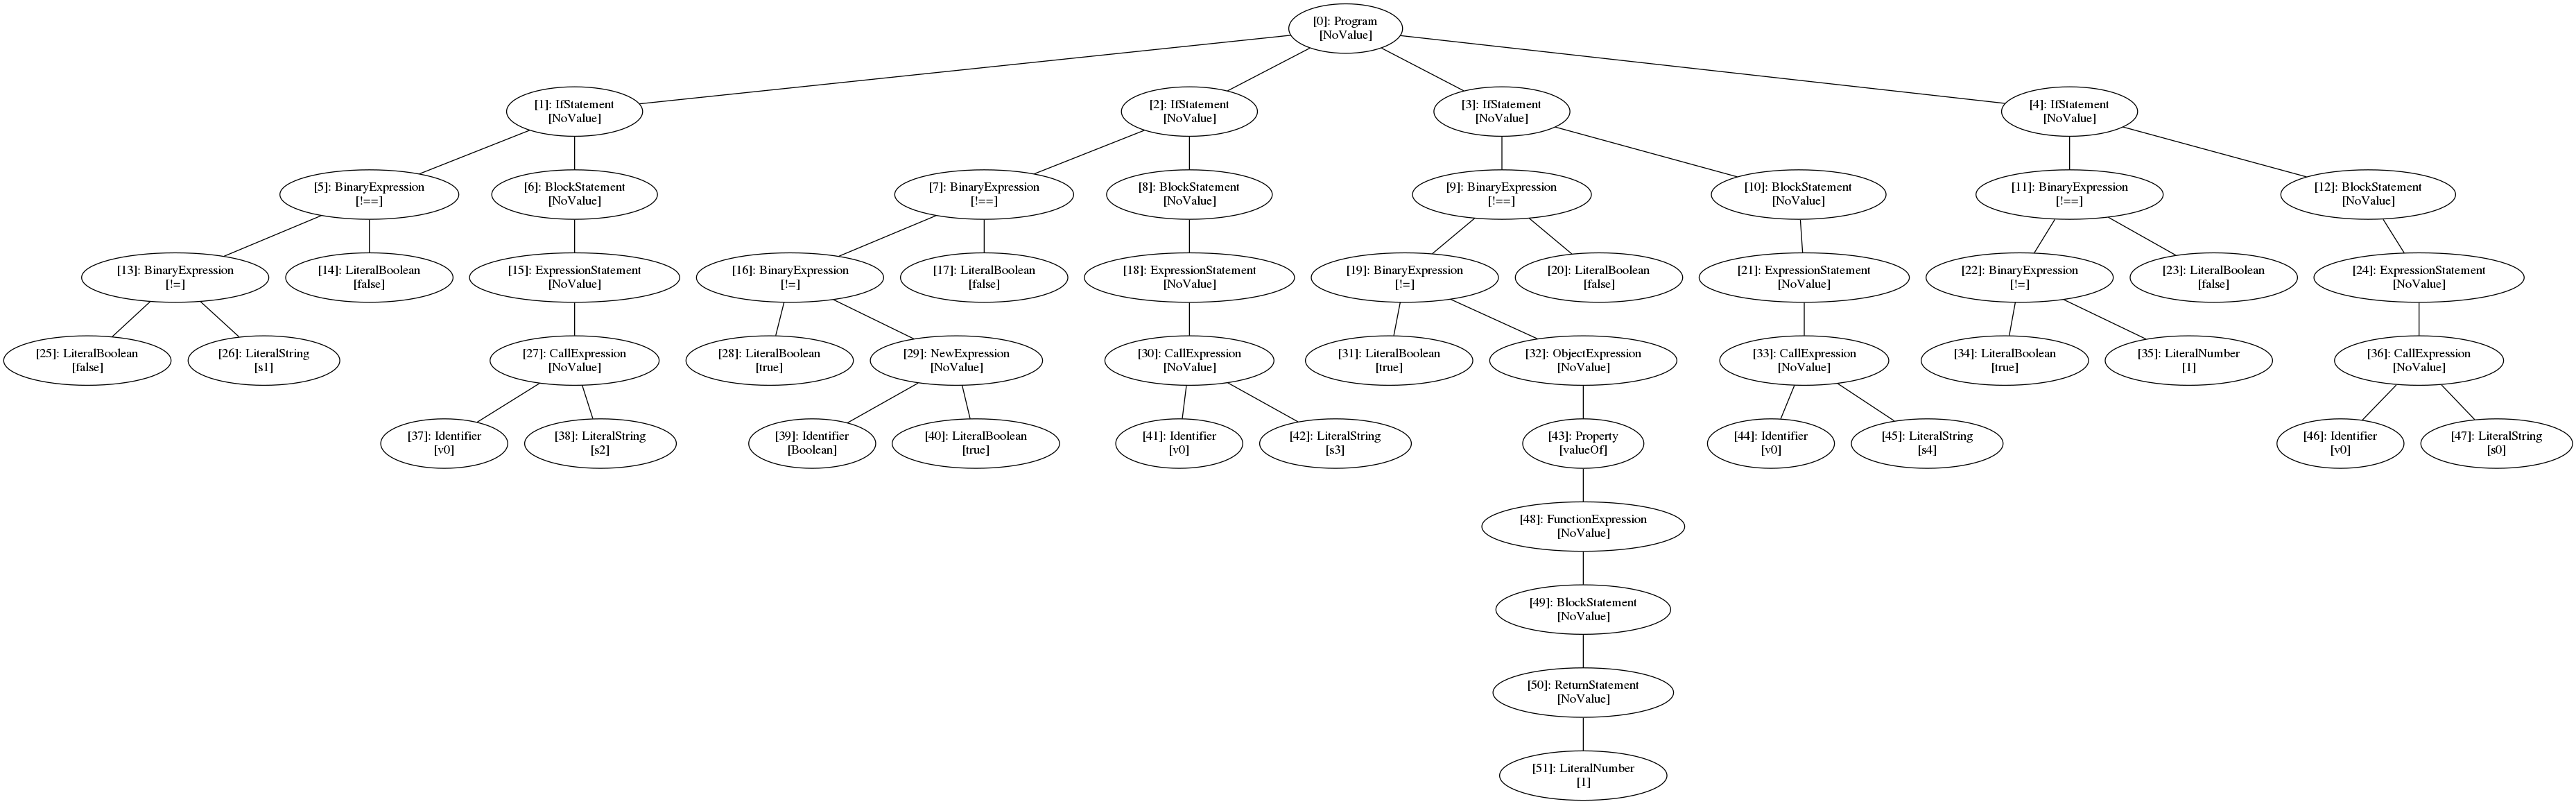 [0]: Program
[NoValue]
[1]: IfStatement
[NoValue]
[2]: IfStatement
[NoValue]
[3]: IfStatement
[NoValue]
[4]: IfStatement
[NoValue]
[5]: BinaryExpression
[!==]
[6]: BlockStatement
[NoValue]
[7]: BinaryExpression
[!==]
[8]: BlockStatement
[NoValue]
[9]: BinaryExpression
[!==]
[10]: BlockStatement
[NoValue]
[11]: BinaryExpression
[!==]
[12]: BlockStatement
[NoValue]
[13]: BinaryExpression
[!=]
[14]: LiteralBoolean
[false]
[15]: ExpressionStatement
[NoValue]
[16]: BinaryExpression
[!=]
[17]: LiteralBoolean
[false]
[18]: ExpressionStatement
[NoValue]
[19]: BinaryExpression
[!=]
[20]: LiteralBoolean
[false]
[21]: ExpressionStatement
[NoValue]
[22]: BinaryExpression
[!=]
[23]: LiteralBoolean
[false]
[24]: ExpressionStatement
[NoValue]
[25]: LiteralBoolean
[false]
[26]: LiteralString
[s1]
[27]: CallExpression
[NoValue]
[28]: LiteralBoolean
[true]
[29]: NewExpression
[NoValue]
[30]: CallExpression
[NoValue]
[31]: LiteralBoolean
[true]
[32]: ObjectExpression
[NoValue]
[33]: CallExpression
[NoValue]
[34]: LiteralBoolean
[true]
[35]: LiteralNumber
[1]
[36]: CallExpression
[NoValue]
[37]: Identifier
[v0]
[38]: LiteralString
[s2]
[39]: Identifier
[Boolean]
[40]: LiteralBoolean
[true]
[41]: Identifier
[v0]
[42]: LiteralString
[s3]
[43]: Property
[valueOf]
[44]: Identifier
[v0]
[45]: LiteralString
[s4]
[46]: Identifier
[v0]
[47]: LiteralString
[s0]
[48]: FunctionExpression
[NoValue]
[49]: BlockStatement
[NoValue]
[50]: ReturnStatement
[NoValue]
[51]: LiteralNumber
[1]